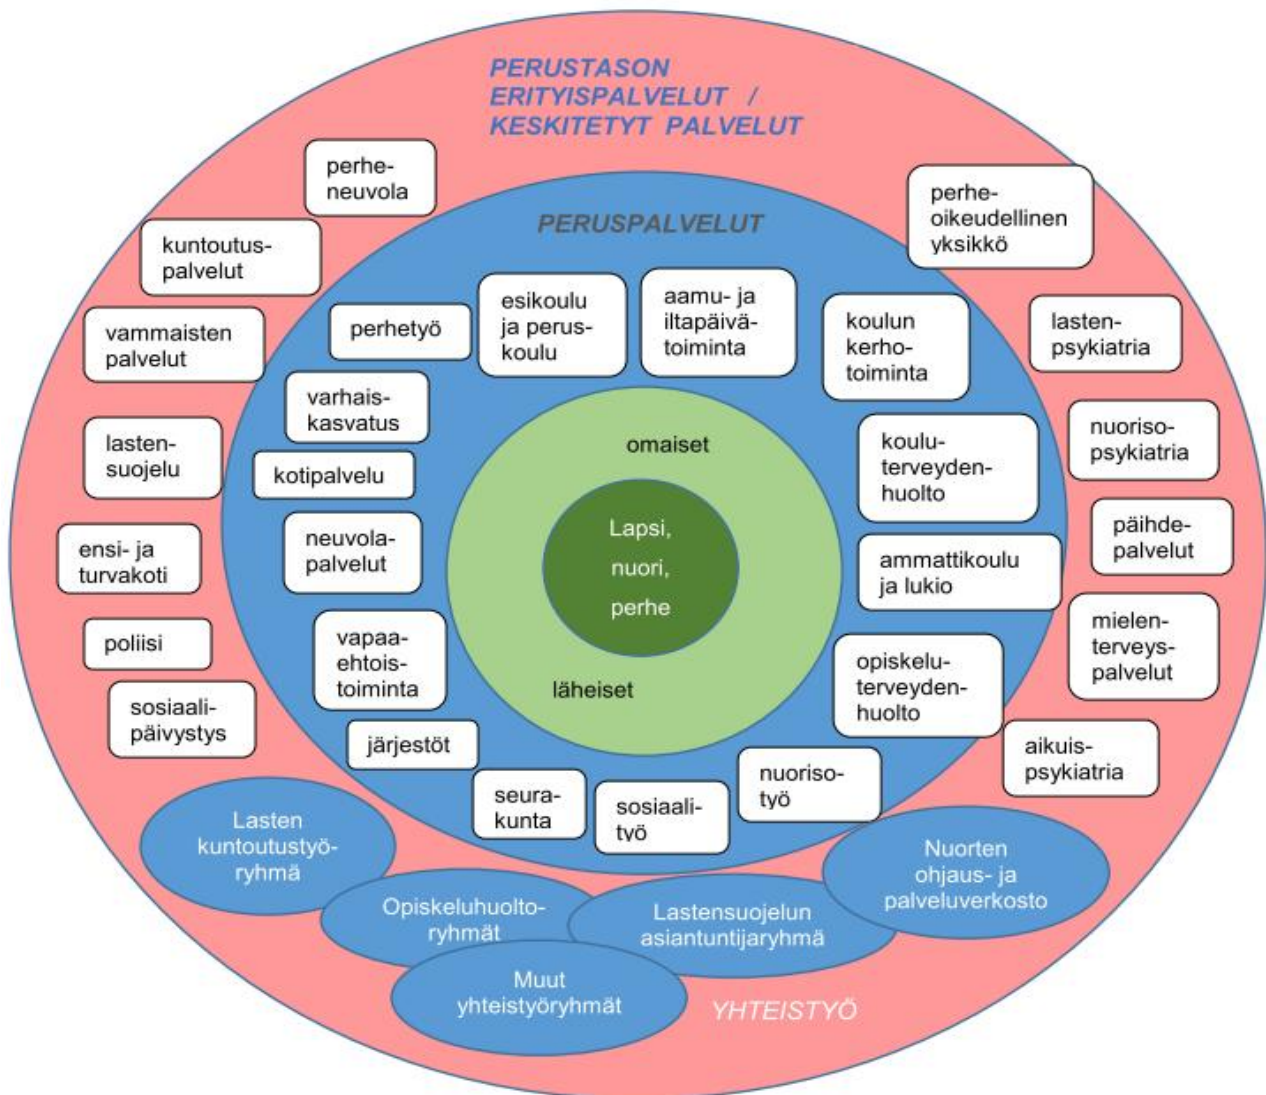 PERUSTASON
ERITYISPALVELUT /
KESKITETYT PALVELUT
perhe-
neuvola
kuntoutus-
palvelut
vammaisten
palvelut
lasten-
suojelu
ensi- ja
turvakoti
poliisi
sosiaali-
päivystys
perhe-
oikeudellinen
yksikkö
lasten-
psykiatria
nuoriso-
psykiatria
päihde-
palvelut
mielen-
terveys-
palvelut
aikuis-
psykiatria
PERUSPALVELUT
perhetyö
esikoulu
ja perus-
koulu
aamu- ja
iltapäivä-
toiminta
koulun
kerho-
toiminta
varhais-
kasvatus
kotipalvelu
neuvola-
palvelut
vapaa-
ehtois-
toiminta
järjestöt
seura-
kunta
sosiaali-
työ
nuoriso-
työ
koulu-
terveyden-
huolto
ammattikoulu
ja lukio
opiskelu-
terveyden-
huolto
omaiset
Lapsi,
nuori,
perhe
läheiset
Lasten
kuntoutustyö-
ryhmä
Opiskeluhuolto-
ryhmät
Lastensuojelun
asiantuntijaryhmä
Nuorten
ohjaus- ja
palveluverkosto
Muut
yhteistyöryhmät
YHTEISTYÖ